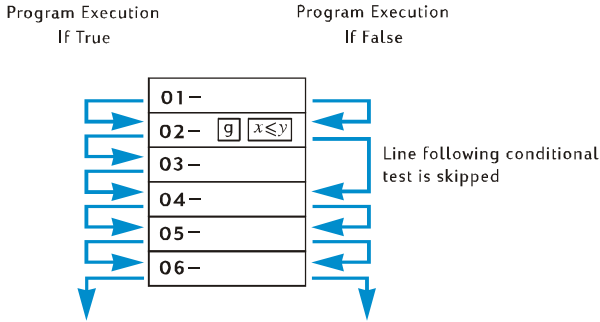 Program Execution
If True
Program Execution
If False
01–
02– g x≤y
03–
04–
05–
06–
Line following conditional
test is skipped